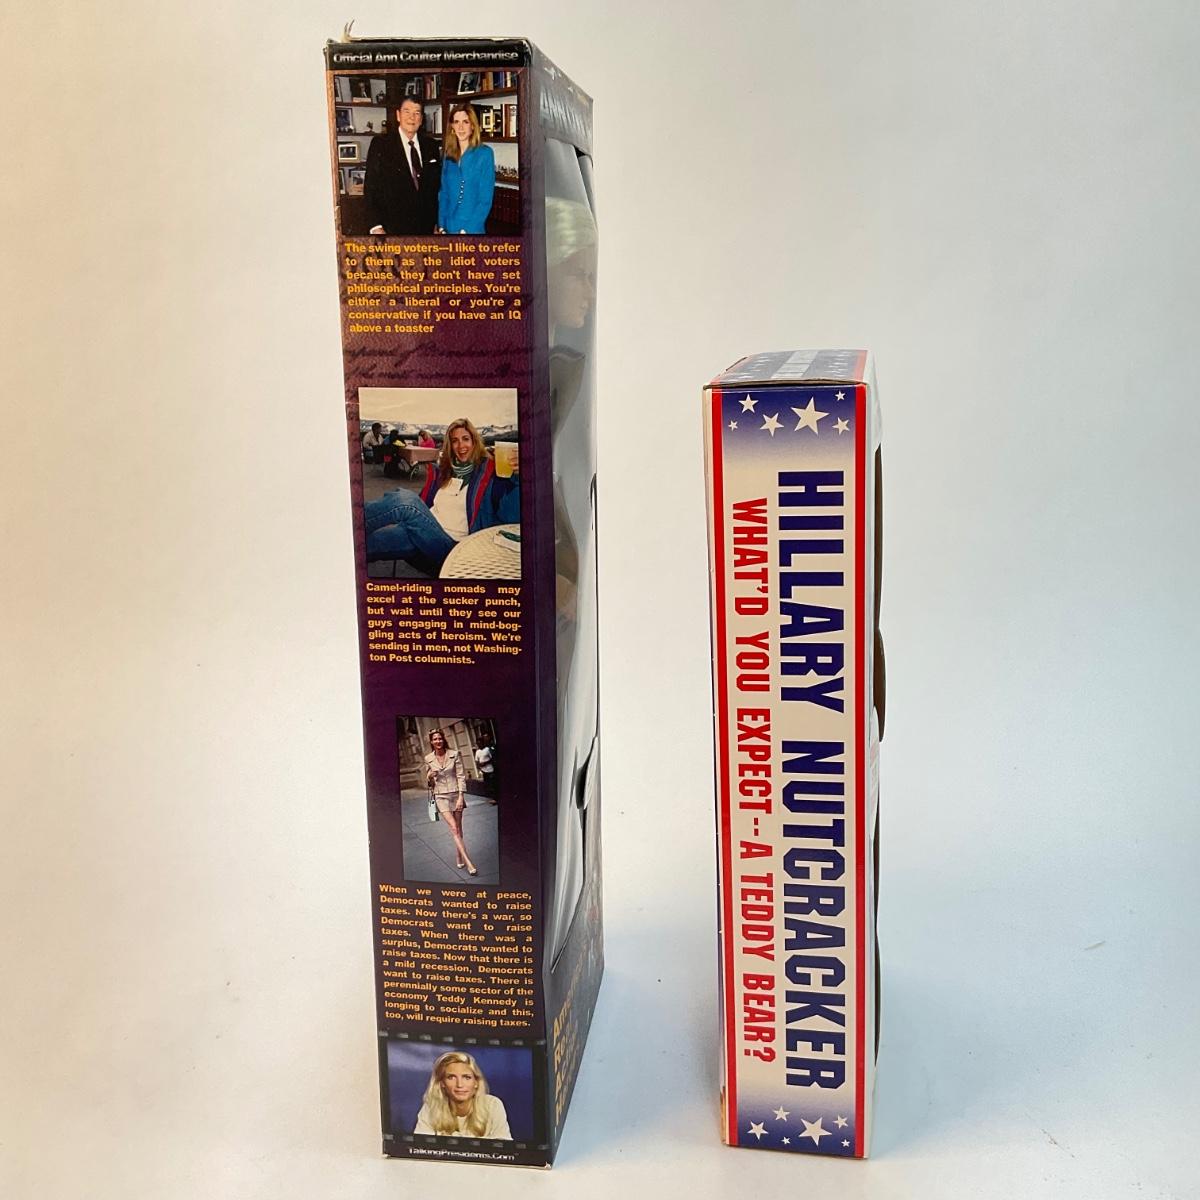 Official Ann Coulter Merchandise
The swing voters—I like to refer
to them as the idiot voters
because they don't have set
philosophical principles. You're
either a liberal or you're a
conservative if you have an IQ
above a toaster
Camel-riding nomads may
excel at the sucker punch,
but wait until they see our
guys engaging in mind-bog-
gling acts of heroism. We're
sending in men, not Washing-
ton Post columnists.
When we were at peace,
Democrats wanted to raise
taxes. Now there's a war, so
Democrats want to raise
taxes. When there was a
surplus, Democrats wanted to
raise taxes. Now that there is
a mild recession, Democrats
want to raise taxes. There is
perennially some sector of the
economy Teddy Kennedy is
longing to socialize and this,
too, will require raising taxes.
TalkingPresidents.Com
HILLARY NUTCRACKER
WHAT'D YOU EXPECT--A TEDDY BEAR?